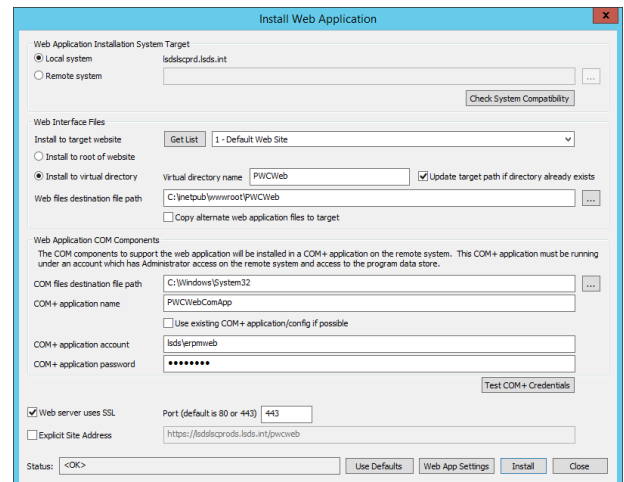 Install Web Application
x
Web Application Installation System Target
Local system lsdslscprd.lsds.int
Remote system ...
Check System Compatibility
Web Interface Files
Install to target website Get List 1 - Default Web Site
Install to root of website
Install to virtual directory Virtual directory name PWCWeb Update target path if directory already exists
Web files destination file path C:\inetpub\wwwroot\PWCWeb ...
Copy alternate web application files to target
Web Application COM Components
The COM components to support the web application will be installed in a COM+ application on the remote system. This COM+ application must be running
under an account which has Administrator access on the remote system and access to the program data store.
COM files destination file path C:\Windows\System32 ...
COM+ application name PWCWebComApp
Use existing COM+ application/config if possible
COM+ application account lsds\erpmweb
COM+ application password ••••••••
Test COM+ Credentials
Web server uses SSL Port (default is 80 or 443) 443
Explicit Site Address https://lsdslscprods.lsds.int/pwcweb
Status: <OK> Use Defaults Web App Settings Install Close